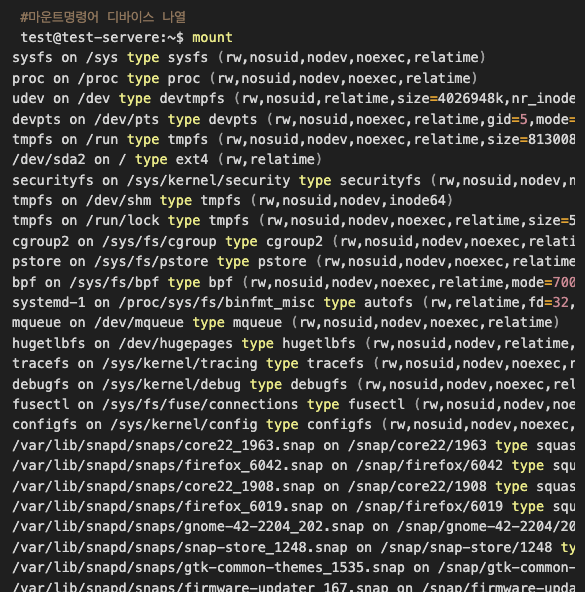 #마운트명령어 디바이스 나열
test@test-servere:~$ mount
sysfs on /sys type sysfs (rw,nosuid,nodev,noexec,relatime)
proc on /proc type proc (rw,nosuid,nodev,noexec,relatime)
udev on /dev type devtmpfs (rw,nosuid,relatime,size=4026948k,nr_inode
devpts on /dev/pts type devpts (rw,nosuid,noexec,relatime,gid=5,mode=
tmpfs on /run type tmpfs (rw,nosuid,nodev,noexec,relatime,size=813008
/dev/sda2 on / type ext4 (rw,relatime)
securityfs on /sys/kernel/security type securityfs (rw,nosuid,nodev,n
tmpfs on /dev/shm type tmpfs (rw,nosuid,nodev,inode64)
tmpfs on /run/lock type tmpfs (rw,nosuid,nodev,noexec,relatime,size=5
cgroup2 on /sys/fs/cgroup type cgroup2 (rw,nosuid,nodev,noexec,relati
pstore on /sys/fs/pstore type pstore (rw,nosuid,nodev,noexec,relatime
bpf on /sys/fs/bpf type bpf (rw,nosuid,nodev,noexec,relatime,mode=700
systemd-1 on /proc/sys/fs/binfmt_misc type autofs (rw,relatime,fd=32,
mqueue on /dev/mqueue type mqueue (rw,nosuid,nodev,noexec,relatime)
hugetlbfs on /dev/hugepages type hugetlbfs (rw,nosuid,nodev,relatime,
tracefs on /sys/kernel/tracing type tracefs (rw,nosuid,nodev,noexec,r
debugfs on /sys/kernel/debug type debugfs (rw,nosuid,nodev,noexec,rel
fusectl on /sys/fs/fuse/connections type fusectl (rw,nosuid,nodev,noe
configfs on /sys/kernel/config type configfs (rw,nosuid,nodev,noexec,
/var/lib/snapd/snaps/core22_1963.snap on /snap/core22/1963 type squas
/var/lib/snapd/snaps/firefox_6042.snap on /snap/firefox/6042 type squ
/var/lib/snapd/snaps/core22_1908.snap on /snap/core22/1908 type squas
/var/lib/snapd/snaps/firefox_6019.snap on /snap/firefox/6019 type squ
/var/lib/snapd/snaps/gnome-42-2204_202.snap on /snap/gnome-42-2204/20
/var/lib/snapd/snaps/snap-store_1248.snap on /snap/snap-store/1248 ty
/var/lib/snapd/snaps/gtk-common-themes_1535.snap on /snap/gtk-common-
/var/lib/snapd/snaps/firmware-updater_167.snap on /snap/firmware-upda